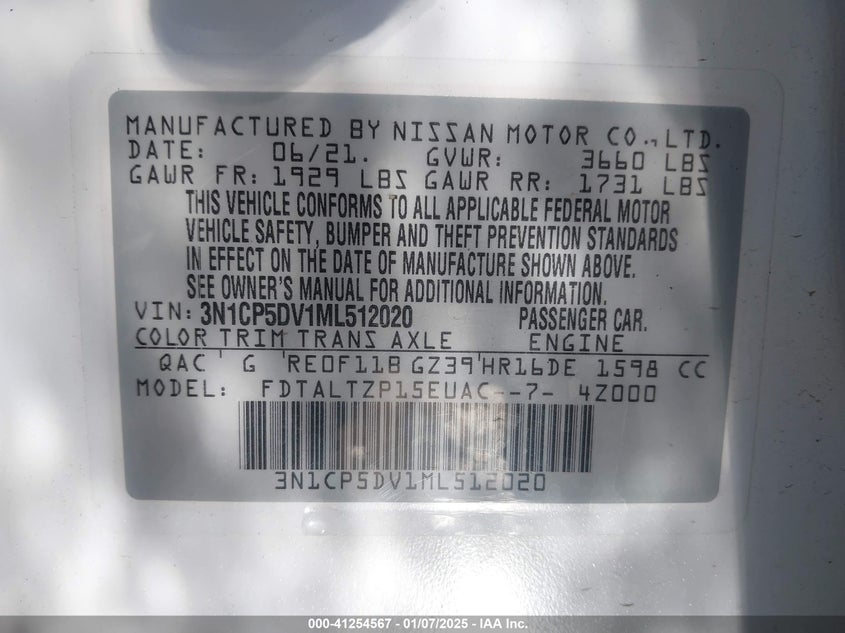 MANUFACTURED BY NISSAN MOTOR CO., LTD.
DATE: 06/21. GVWR: 3660 LBS
GAWR FR: 1929 LBS GAWR RR: 1731 LBS
THIS VEHICLE CONFORMS TO ALL APPLICABLE FEDERAL MOTOR
VEHICLE SAFETY, BUMPER AND THEFT PREVENTION STANDARDS
IN EFFECT ON THE DATE OF MANUFACTURE SHOWN ABOVE.
SEE OWNER'S MANUAL FOR ADDITIONAL INFORMATION.
VIN: 3N1CP5DV1ML512020 PASSENGER CAR.
COLOR TRIM TRANS AXLE ENGINE
QAC ' G 'RE0F11B GZ39'HR16DE 1598 CC
MODEL: FDTALTZP15EUAC--7- 4Z000
3N1CP5DV1ML512020
000-41254567 - 01/07/2025 - IAA Inc.